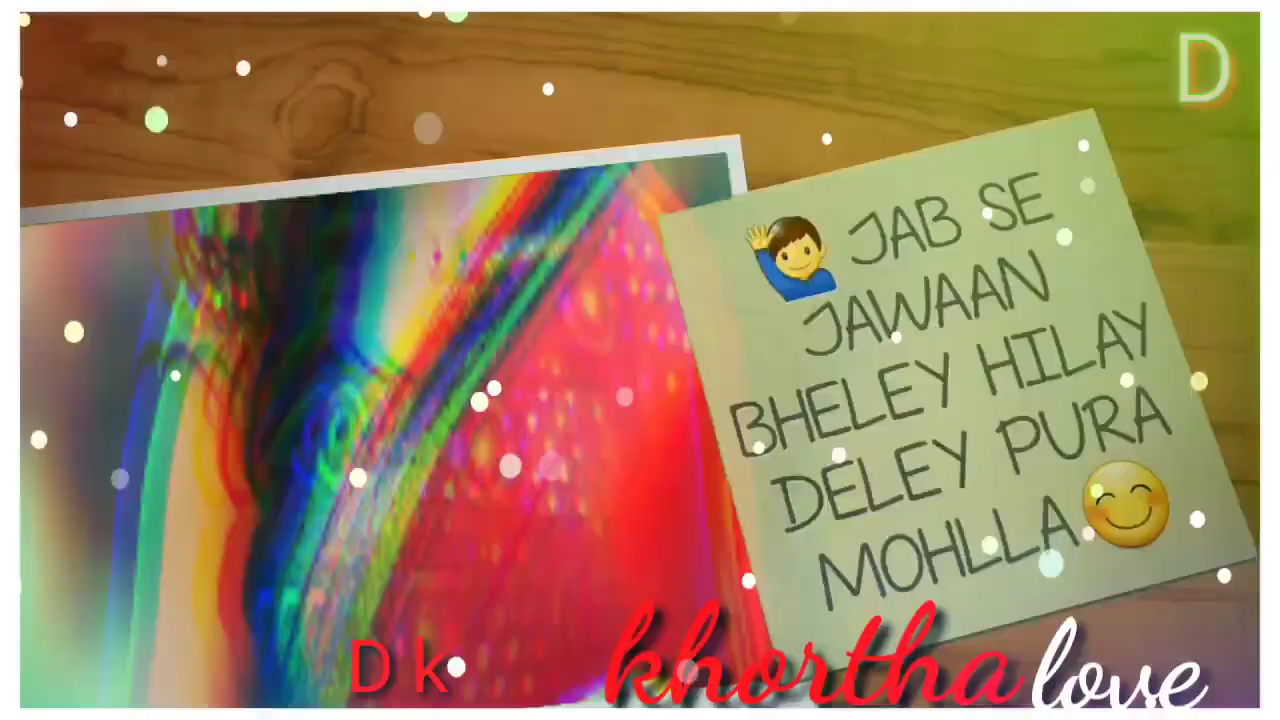 D
JAB SE
JAWAAN
BHELEY HILAY
DELEY PURA
MOHLLA
D k
khortha love